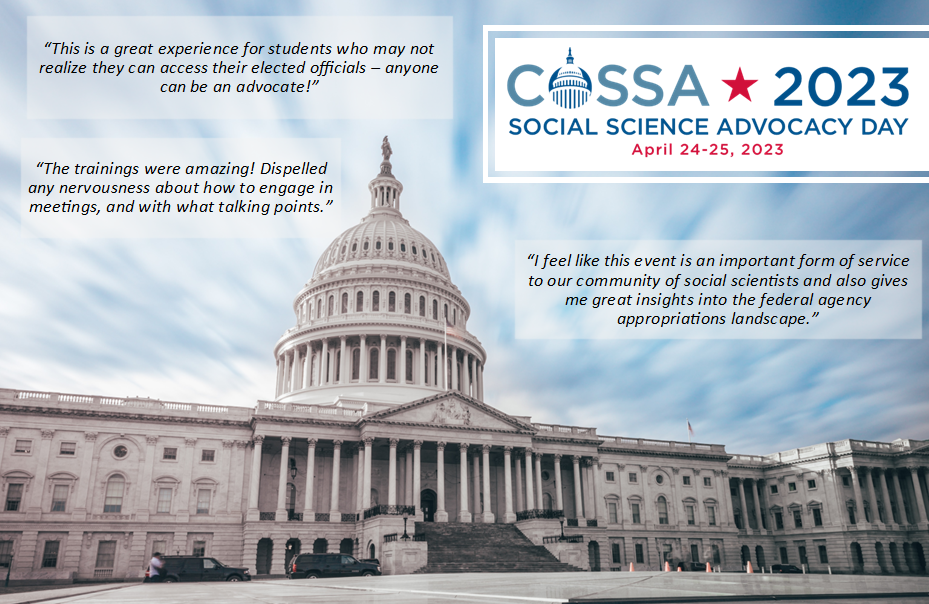 “This is a great experience for students who may not
realize they can access their elected officials – anyone
can be an advocate!”
COSSA 2023
SOCIAL SCIENCE ADVOCACY DAY
April 24-25, 2023
“The trainings were amazing! Dispelled
any nervousness about how to engage in
meetings, and with what talking points.”
“I feel like this event is an important form of service
to our community of social scientists and also gives
me great insights into the federal agency
appropriations landscape.”